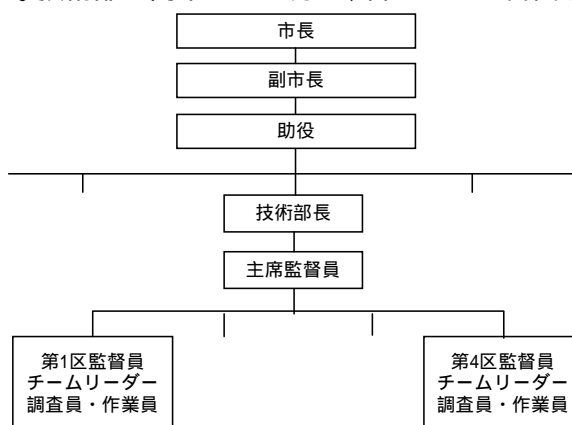 市長
副市長
助役
技術部長
主席監督員
第1区監督員
チームリーダー
調査員・作業員
第4区監督員
チームリーダー
調査員・作業員